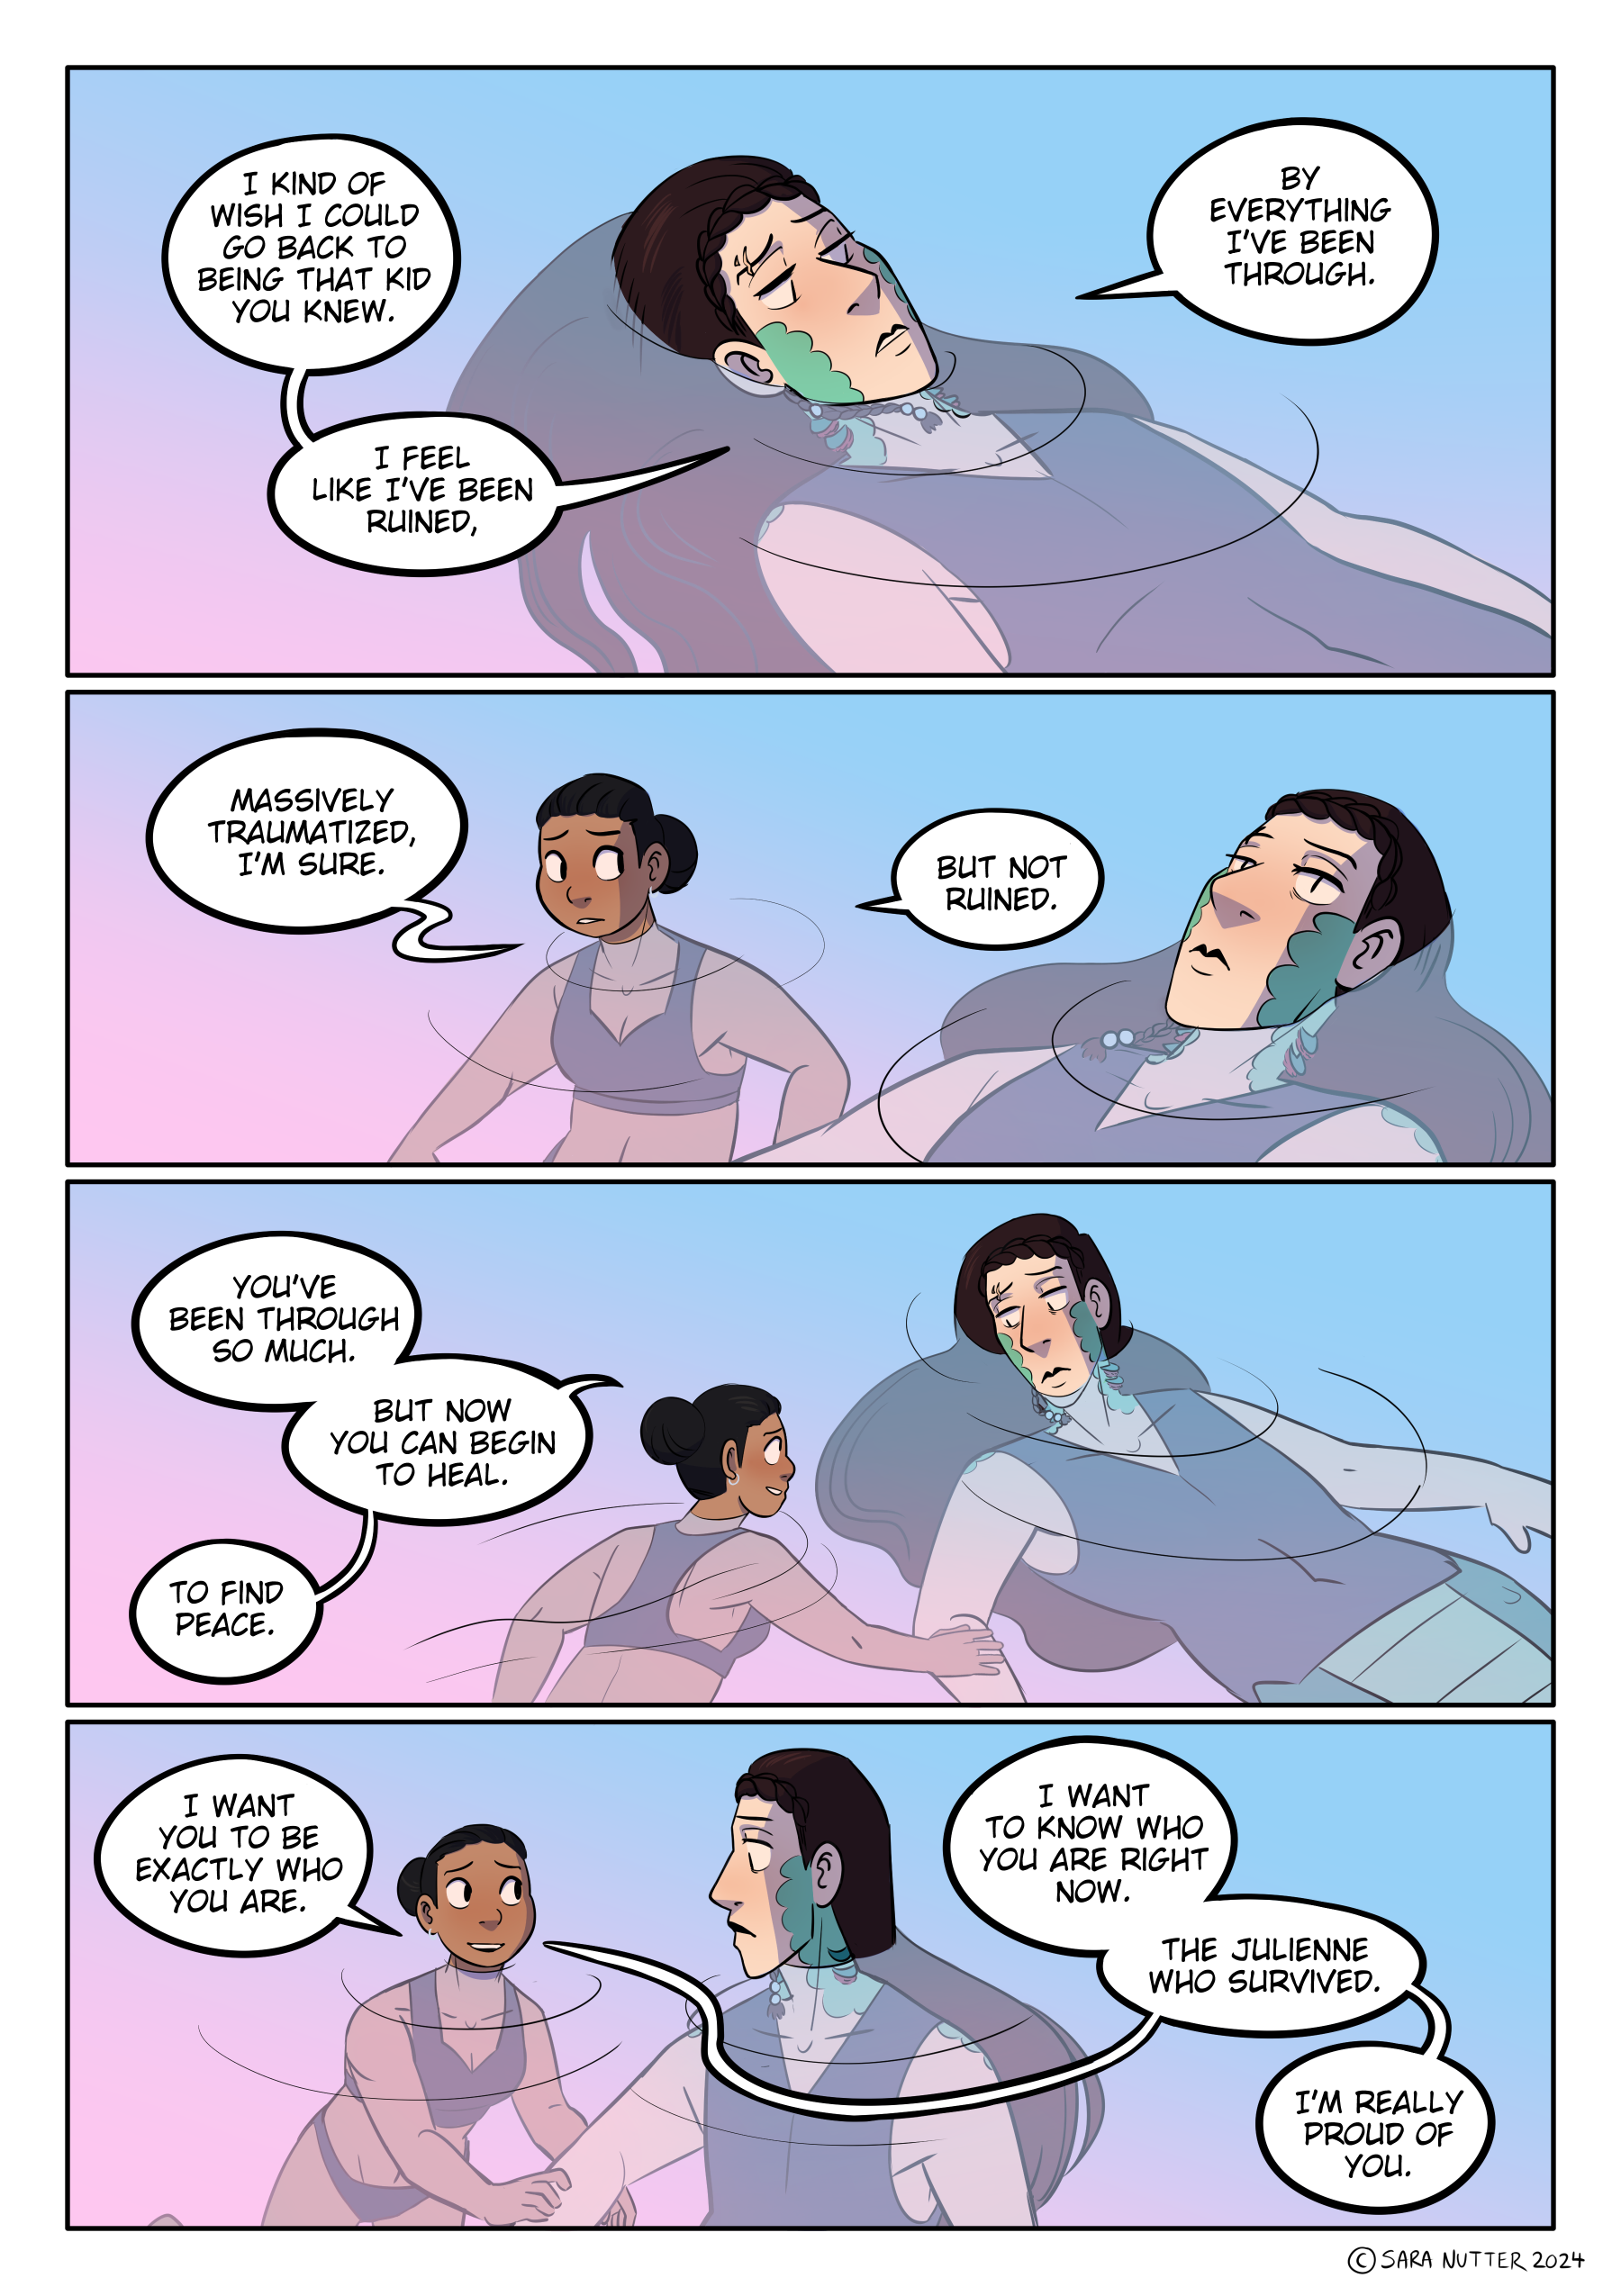 I KIND OF
WISH I COULD
GO BACK TO
BEING THAT KID
YOU KNEW.
I FEEL
LIKE I'VE BEEN
RUINED,
BY
EVERYTHING
I'VE BEEN
THROUGH.
MASSIVELY
TRAUMATIZED,
I'M SURE.
BUT NOT
RUINED.
YOU'VE
BEEN THROUGH
SO MUCH.
BUT NOW
YOU CAN BEGIN
TO HEAL.
TO FIND
PEACE.
I WANT
YOU TO BE
EXACTLY WHO
YOU ARE.
I WANT
TO KNOW WHO
YOU ARE RIGHT
NOW.
THE JULIENNE
WHO SURVIVED.
I'M REALLY
PROUD OF
YOU.
© SARA NUTTER 2024